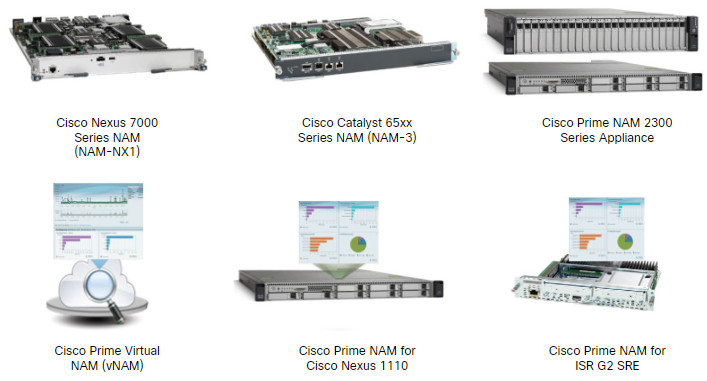 Cisco Nexus 7000
Series NAM
(NAM-NX1)
Cisco Catalyst 65xx
Series NAM (NAM-3)
Cisco Prime NAM 2300
Series Appliance
Cisco Prime Virtual
NAM (vNAM)
Cisco Prime NAM for
Cisco Nexus 1110
Cisco Prime NAM for
ISR G2 SRE